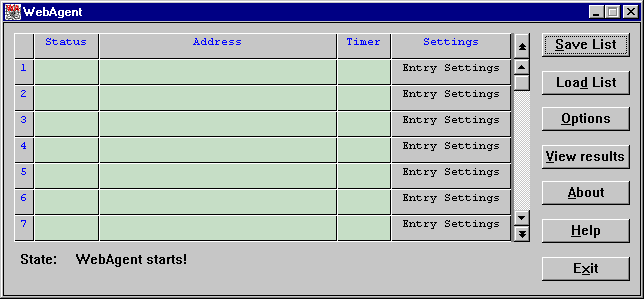 WebAgent
Status Address Timer Settings
1 Entry Settings
2 Entry Settings
3 Entry Settings
4 Entry Settings
5 Entry Settings
6 Entry Settings
7 Entry Settings
State: WebAgent starts!
Save List
Load List
Options
View results
About
Help
Exit